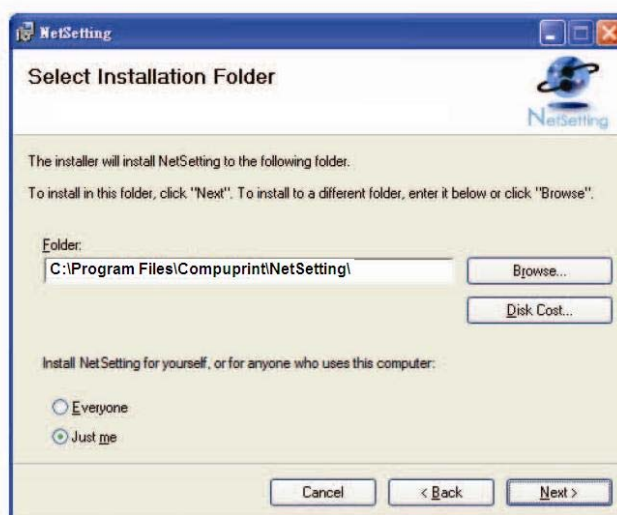 NetSetting
Select Installation Folder
NetSetting
The installer will install NetSetting to the following folder.
To install in this folder, click "Next". To install to a different folder, enter it below or click "Browse".
Folder:
C:\Program Files\Compuprint\NetSetting\
Browse...
Disk Cost...
Install NetSetting for yourself, or for anyone who uses this computer:
Everyone
Just me
Cancel
< Back
Next >